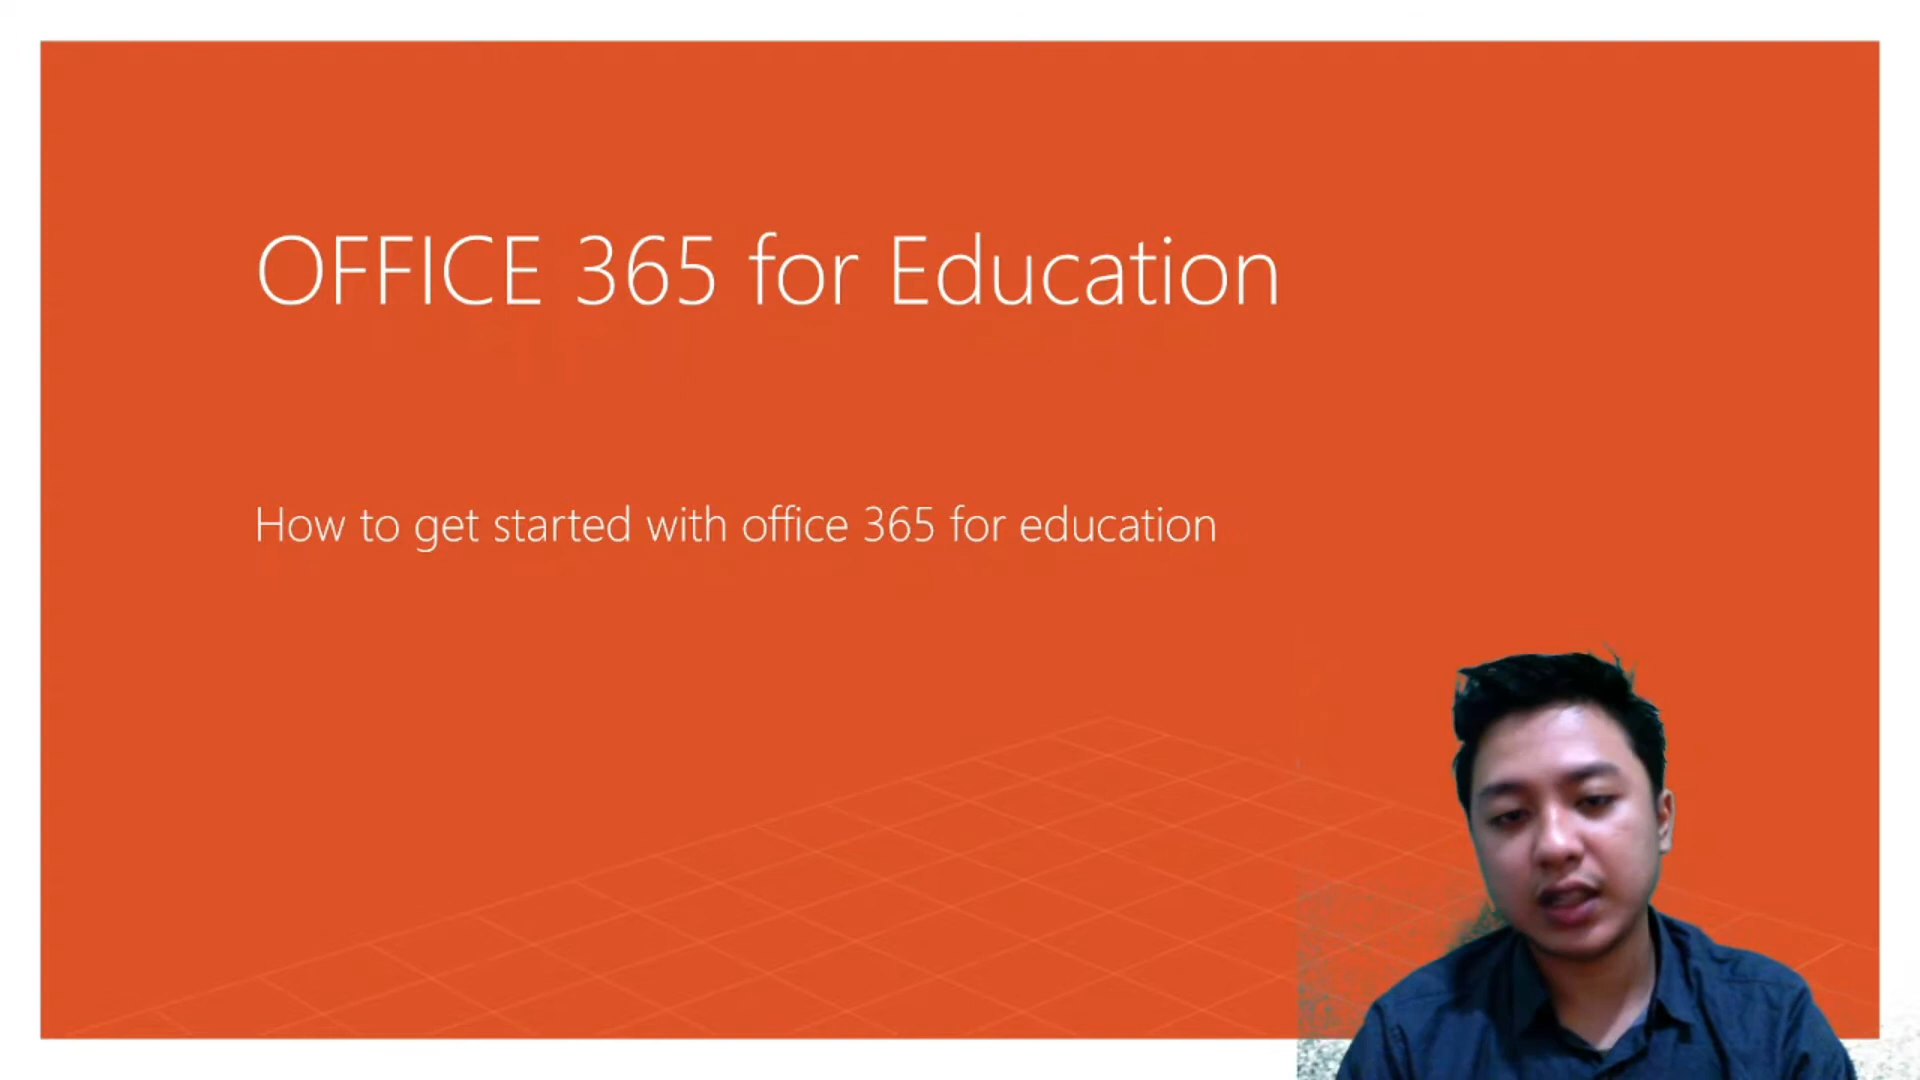 OFFICE 365 for Education
How to get started with office 365 for education